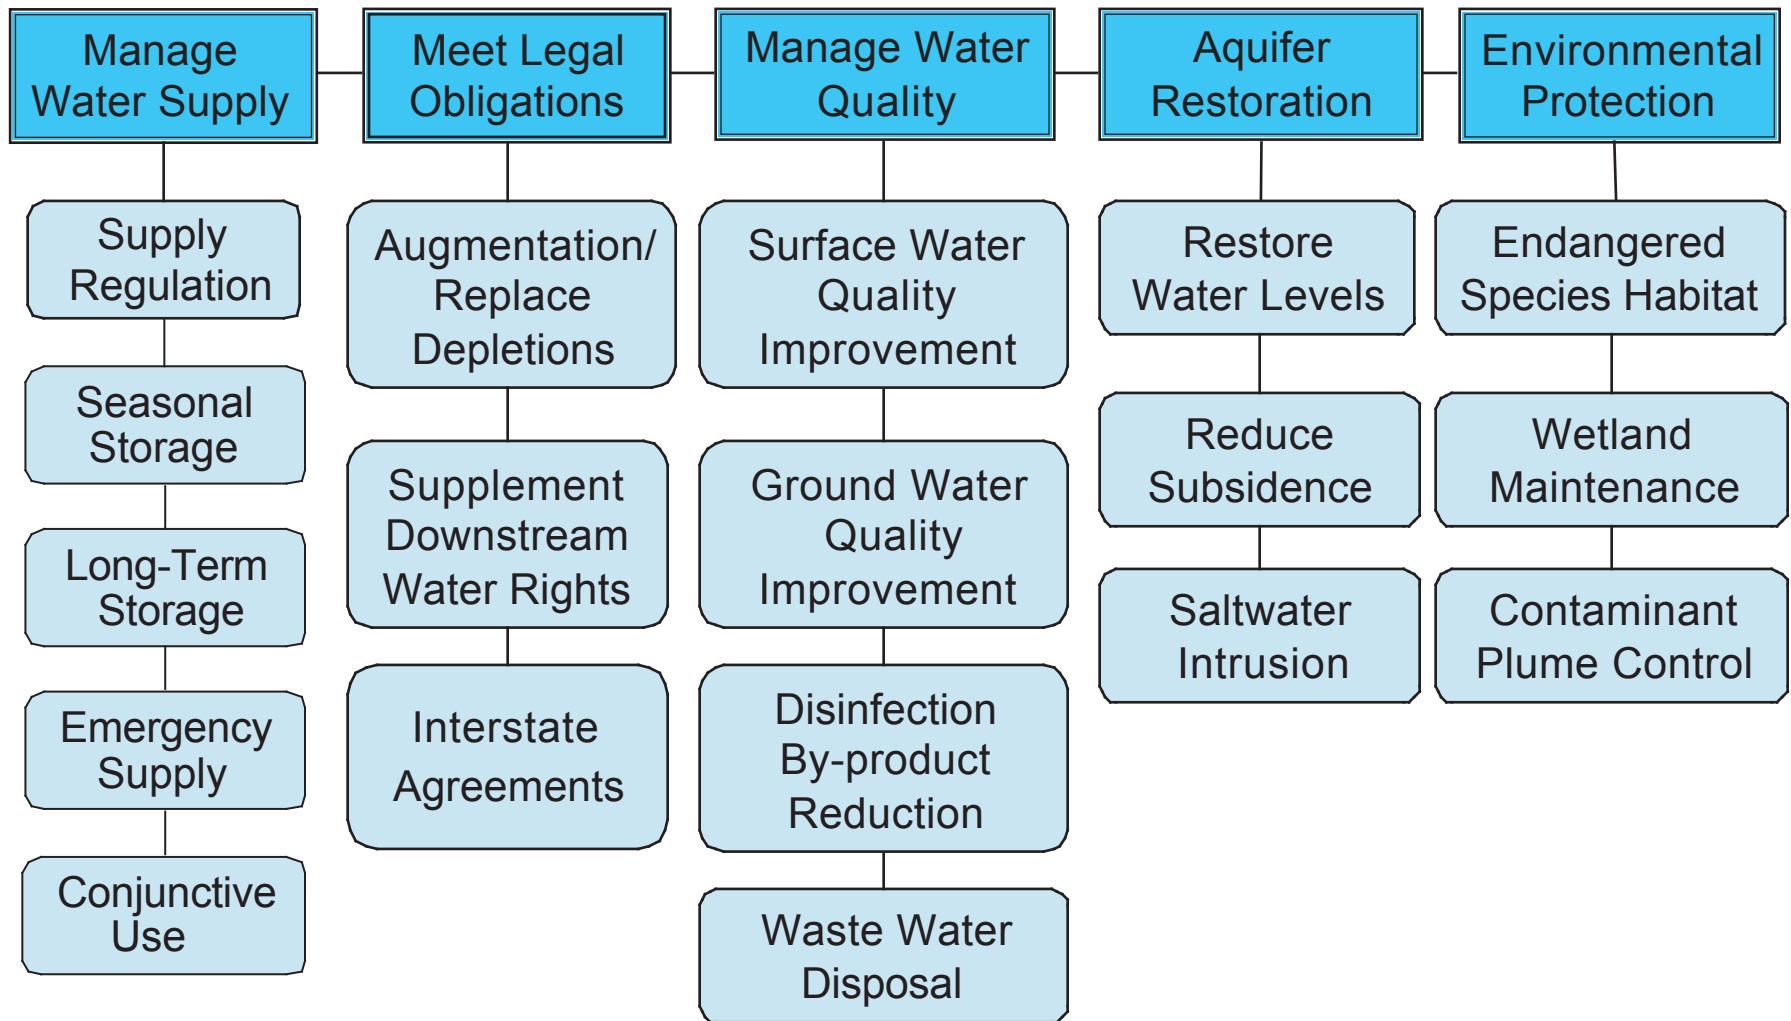 Manage
Water Supply
Meet Legal
Obligations
Manage Water
Quality
Aquifer
Restoration
Environmental
Protection
Supply
Regulation
Seasonal
Storage
Long-Term
Storage
Emergency
Supply
Conjunctive
Use
Augmentation/
Replace
Depletions
Supplement
Downstream
Water Rights
Interstate
Agreements
Surface Water
Quality
Improvement
Ground Water
Quality
Improvement
Disinfection
By-product
Reduction
Waste Water
Disposal
Restore
Water Levels
Reduce
Subsidence
Saltwater
Intrusion
Endangered
Species Habitat
Wetland
Maintenance
Contaminant
Plume Control